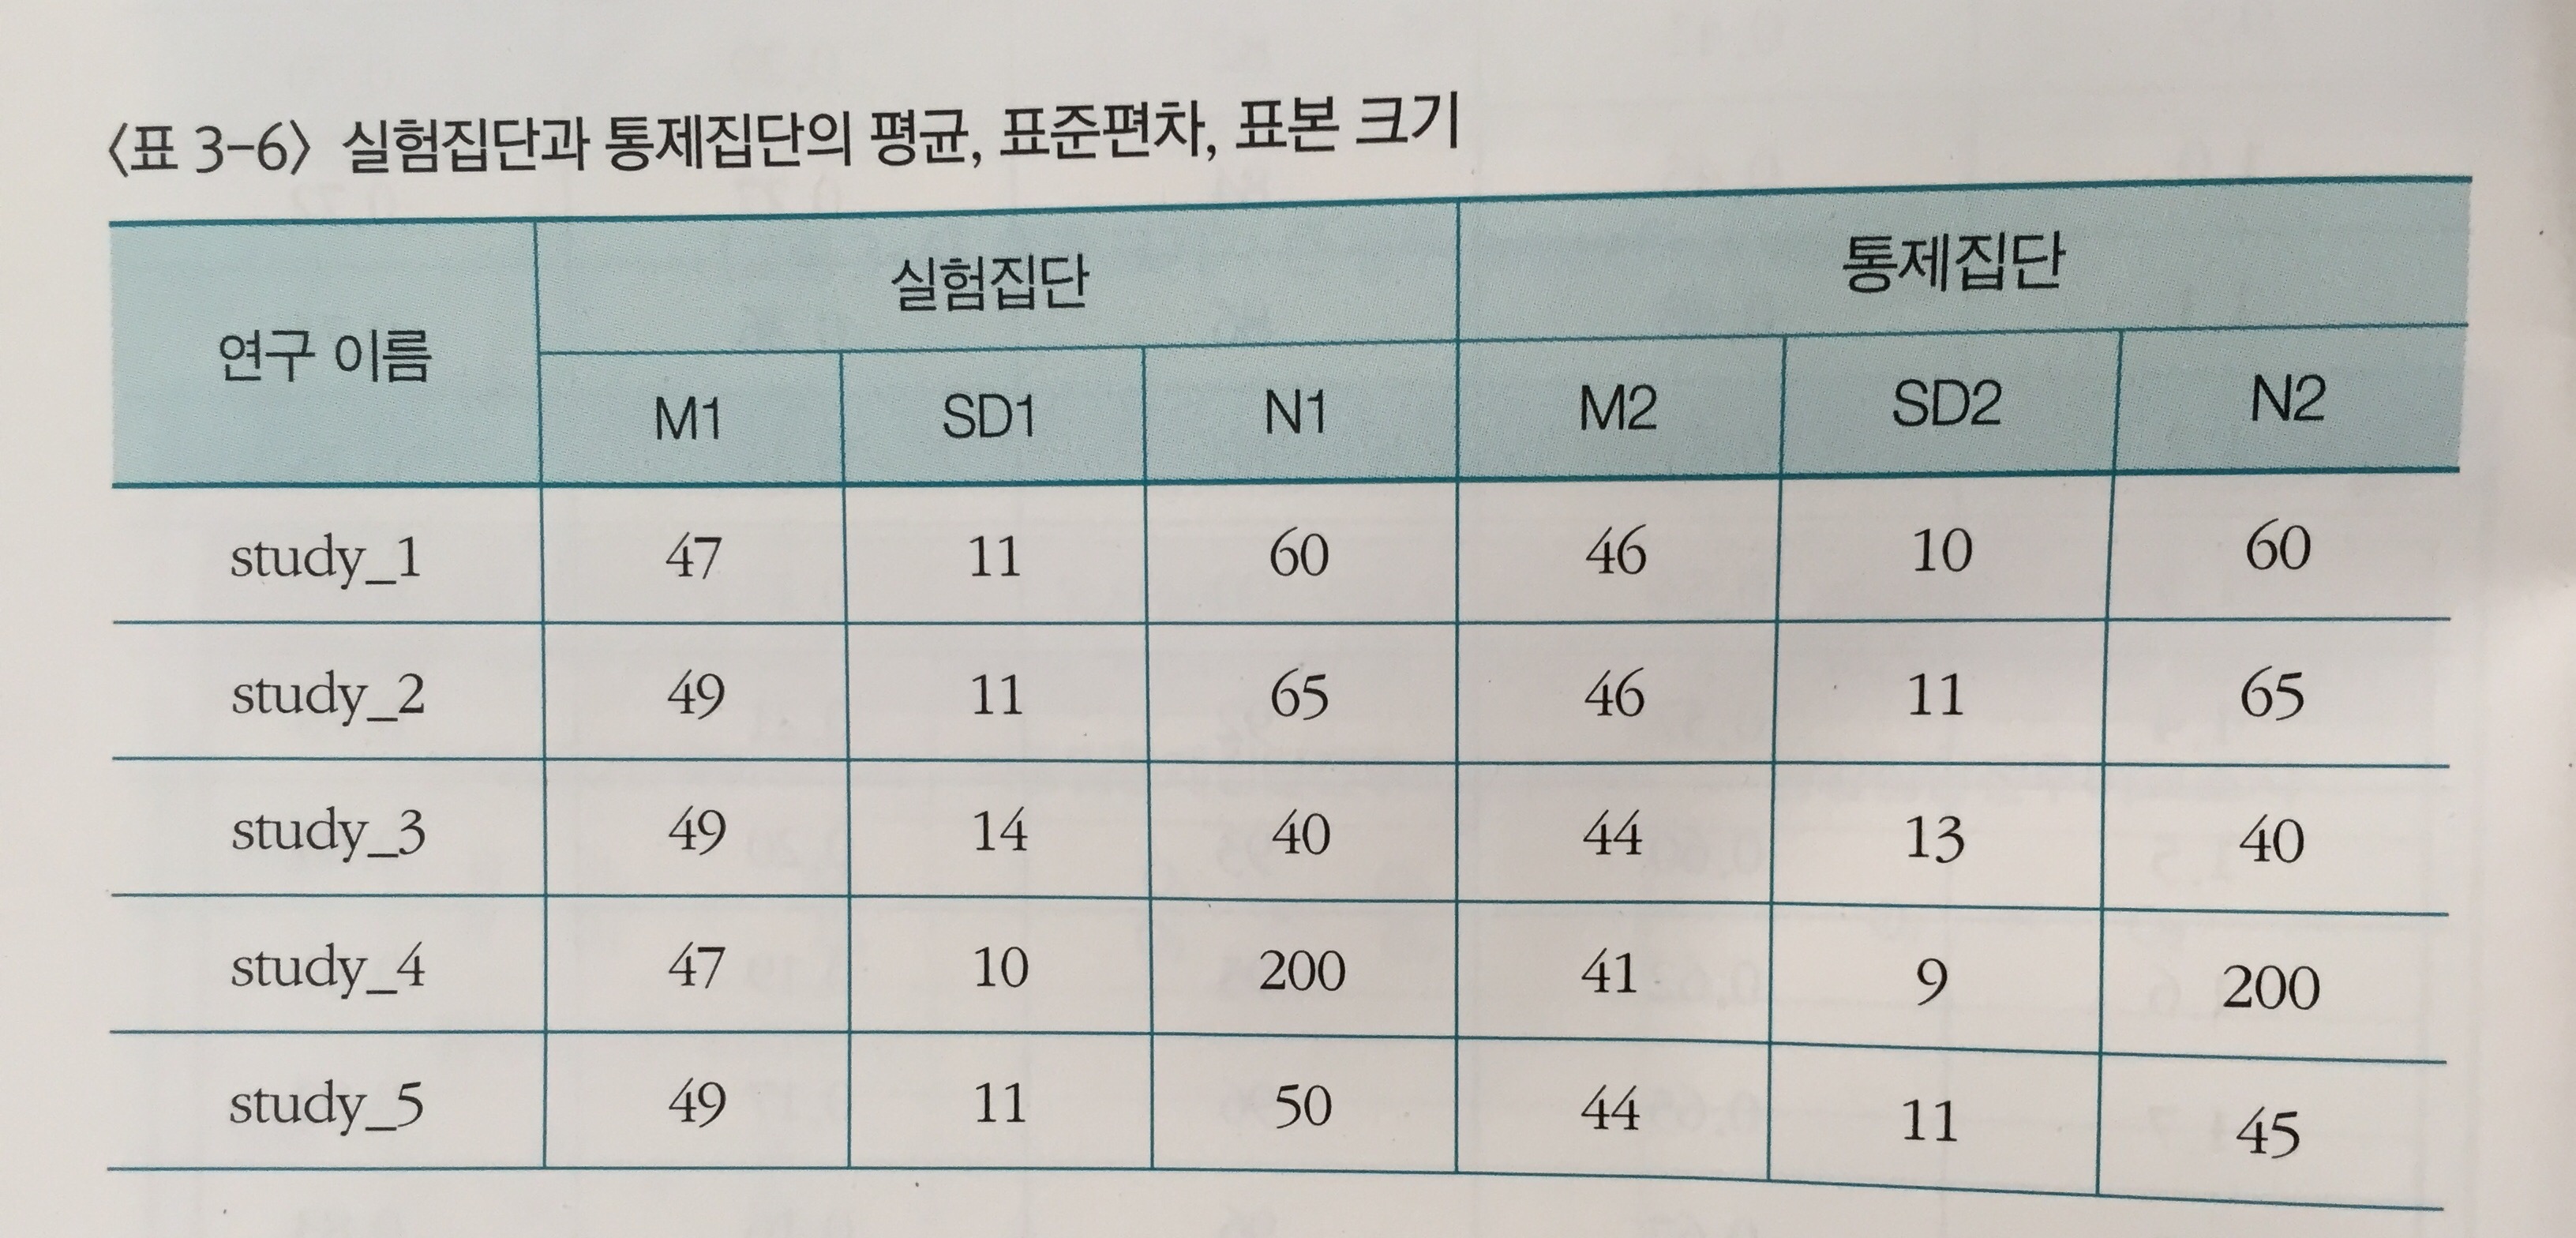 〈표 3-6〉 실험집단과 통제집단의 평균, 표준편차, 표본 크기
연구 이름 실험집단 통제집단
M1 SD1 N1 M2 SD2 N2
study_1 47 11 60 46 10 60
study_2 49 11 65 46 11 65
study_3 49 14 40 44 13 40
study_4 47 10 200 41 9 200
study_5 49 11 50 44 11 45